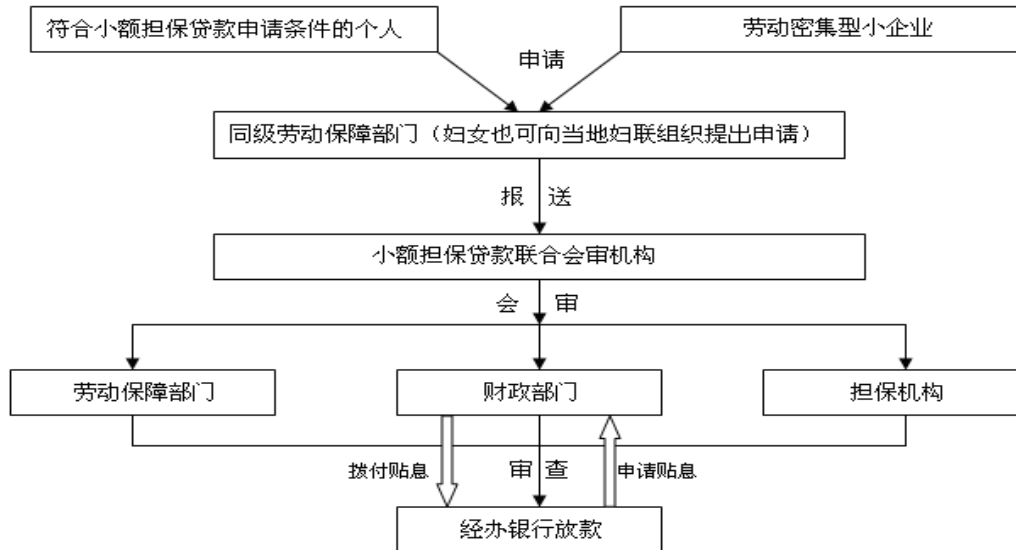 符合小额担保贷款申请条件的个人
劳动密集型小企业
申请
同级劳动保障部门（妇女也可向当地妇联组织提出申请）
报 送
小额担保贷款联合会审机构
会 审
劳动保障部门
财政部门
担保机构
拨付贴息
审 查
申请贴息
经办银行放款